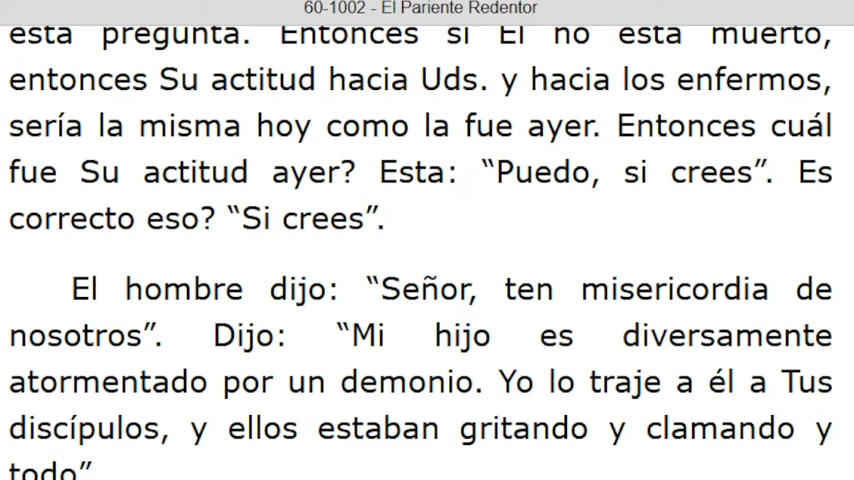 60-1002 - El Pariente Redentor
esta pregunta. Entonces si Él no está muerto,
entonces Su actitud hacia Uds. y hacia los enfermos,
sería la misma hoy como la fue ayer. Entonces cuál
fue Su actitud ayer? Esta: “Puedo, si crees”. Es
correcto eso? “Si crees”.
El hombre dijo: “Señor, ten misericordia de
nosotros”. Dijo: “Mi hijo es diversamente
atormentado por un demonio. Yo lo traje a él a Tus
discípulos, y ellos estaban gritando y clamando y
todo”